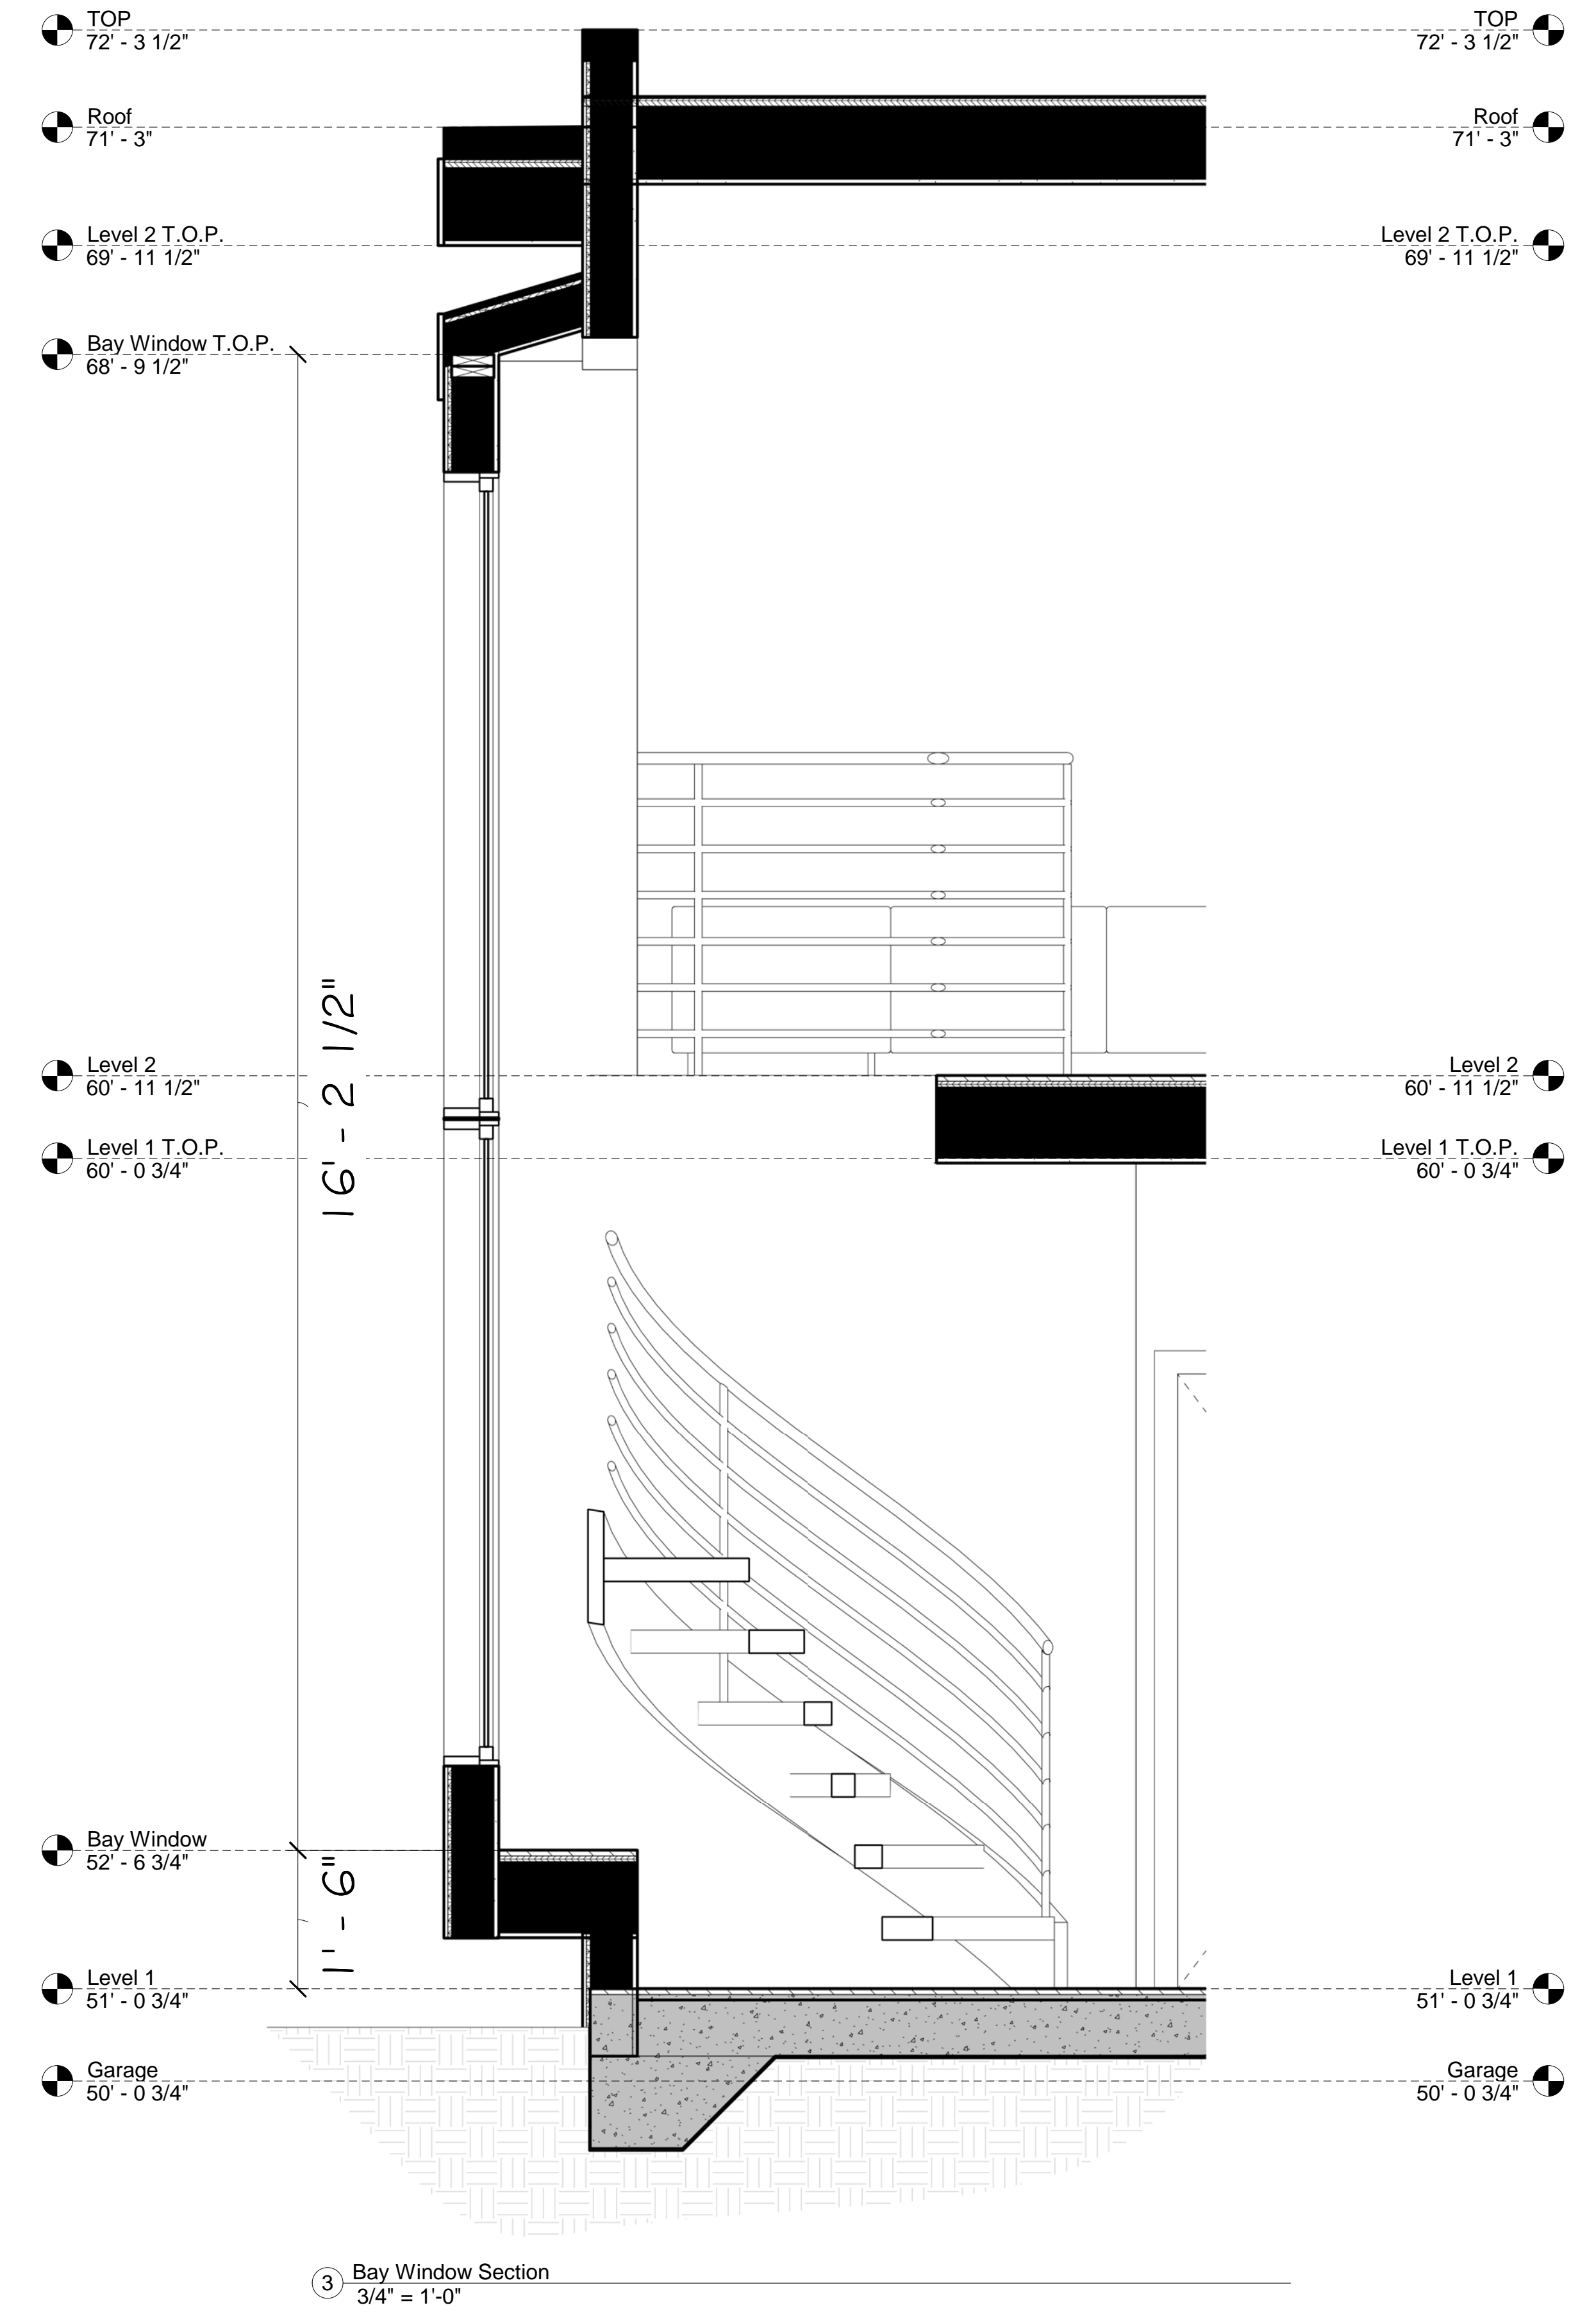 TOP
72' - 3 1/2"
TOP
72' - 3 1/2"
Roof
71' - 3"
Roof
71' - 3"
Level 2 T.O.P.
69' - 11 1/2"
Level 2 T.O.P.
69' - 11 1/2"
Bay Window T.O.P.
68' - 9 1/2"
16' - 2 1/2"
Level 2
60' - 11 1/2"
Level 2
60' - 11 1/2"
Level 1 T.O.P.
60' - 0 3/4"
Level 1 T.O.P.
60' - 0 3/4"
Bay Window
52' - 6 3/4"
1' - 6"
Level 1
51' - 0 3/4"
Level 1
51' - 0 3/4"
Garage
50' - 0 3/4"
Garage
50' - 0 3/4"
3
Bay Window Section
3/4" = 1'-0"